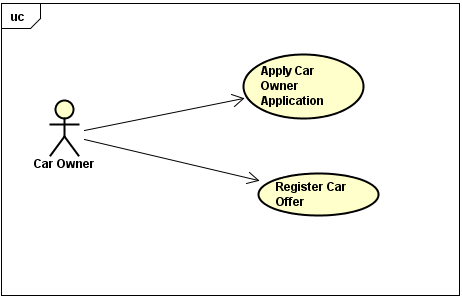 uc
Apply Car
Owner
Application
Car Owner
Register Car
Offer